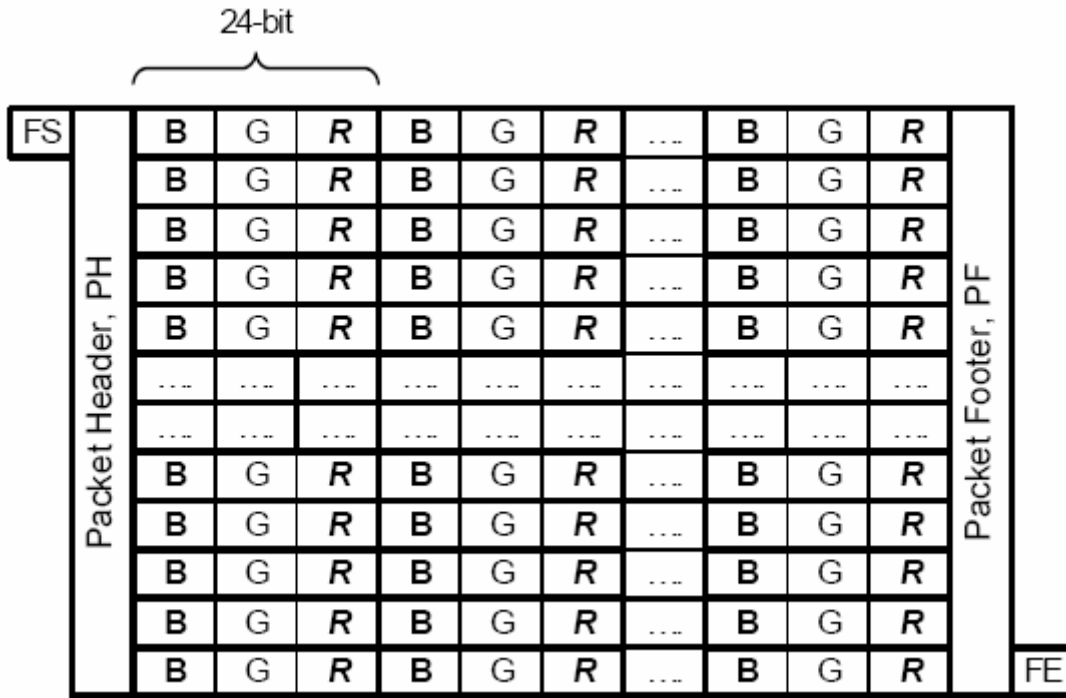 24-bit
FS B G R B G R .... B G R
B G R B G R .... B G R
B G R B G R .... B G R
B G R B G R .... B G R
B G R B G R .... B G R
.... .... .... .... .... .... .... .... .... ....
.... .... .... .... .... .... .... .... .... ....
B G R B G R .... B G R
B G R B G R .... B G R
B G R B G R .... B G R
B G R B G R .... B G R
B G R B G R .... B G R FE
Packet Header, PH
Packet Footer, PF